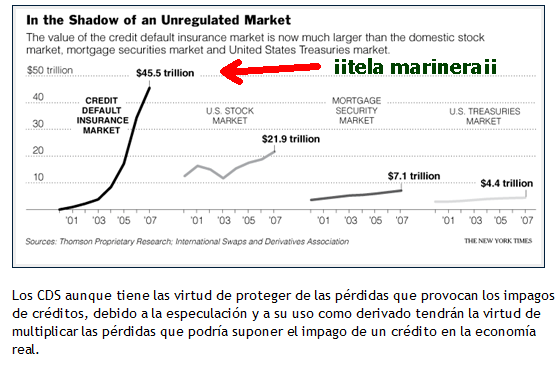 In the Shadow of an Unregulated Market
The value of the credit default insurance market is now much larger than the domestic stock
market, mortgage securities market and United States Treasuries market.
$50 trillion
$45.5 trillion
iitela marineraii
40
CREDIT
DEFAULT
INSURANCE
MARKET
U.S. STOCK
MARKET
MORTGAGE
SECURITY
MARKET
U.S. TREASURIES
MARKET
30
20
$21.9 trillion
10
$7.1 trillion
$4.4 trillion
'01 '03 '05 '07 '01 '03 '05 '07 '01 '03 '05 '07 '01 '03 '05 '07
Sources: Thomson Proprietary Research; International Swaps and Derivatives Association THE NEW YORK TIMES
Los CDS aunque tiene las virtud de proteger de las pérdidas que provocan los impagos
de créditos, debido a la especulación y a su uso como derivado tendrán la virtud de
multiplicar las pérdidas que podría suponer el impago de un crédito en la economía
real.